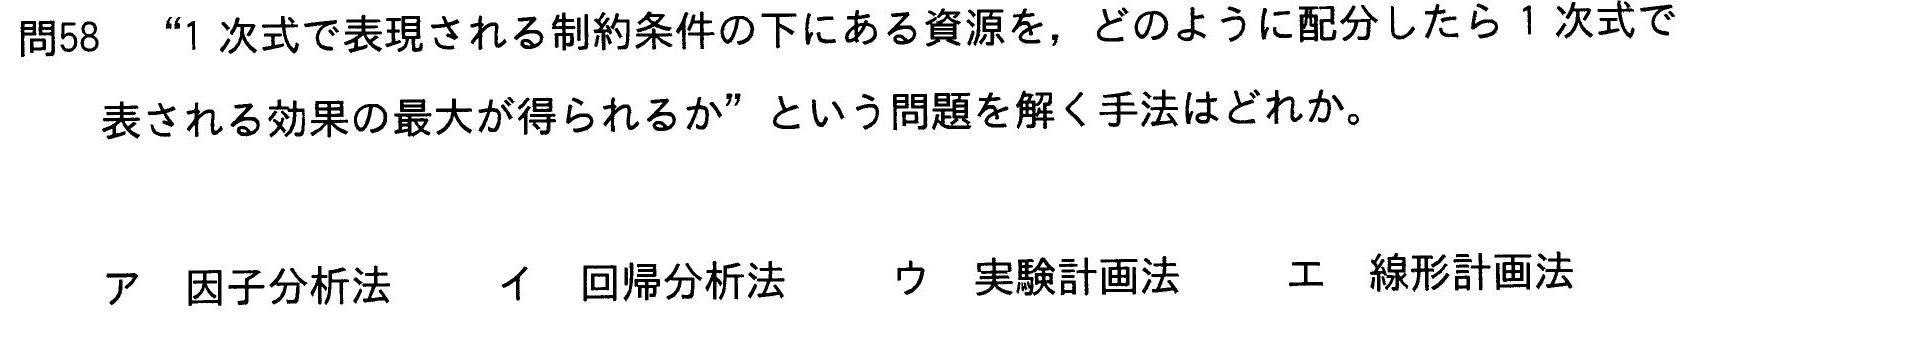 問58 “1 次式で表現される制約条件の下にある資源を，どのように配分したら 1 次式で
表される効果の最大が得られるか” という問題を解く手法はどれか。
ア 因子分析法 イ 回帰分析法 ウ 実験計画法 エ 線形計画法